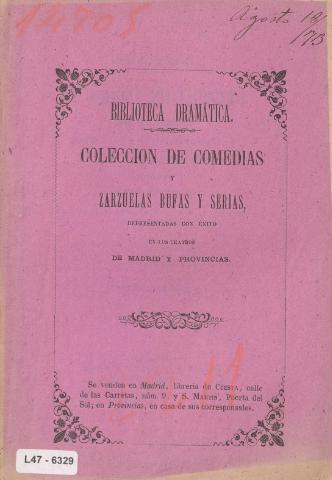 14705
Agosto 18/73
BIBLIOTECA DRAMÁTICA.
COLECCION DE COMEDIAS
Y
ZARZUELAS BUFAS Y SERIAS,
REPRESENTADAS CON EXITO
EN LOS TEATROS
DE MADRID Y PROVINCIAS.
Se venden en Madrid, librería de CUESTA, calle
de las Carretas, núm. 9. y S. MARTIN, Puerta del
Sol; en Provincias, en casa de sus corresponsales.
L47 - 6329